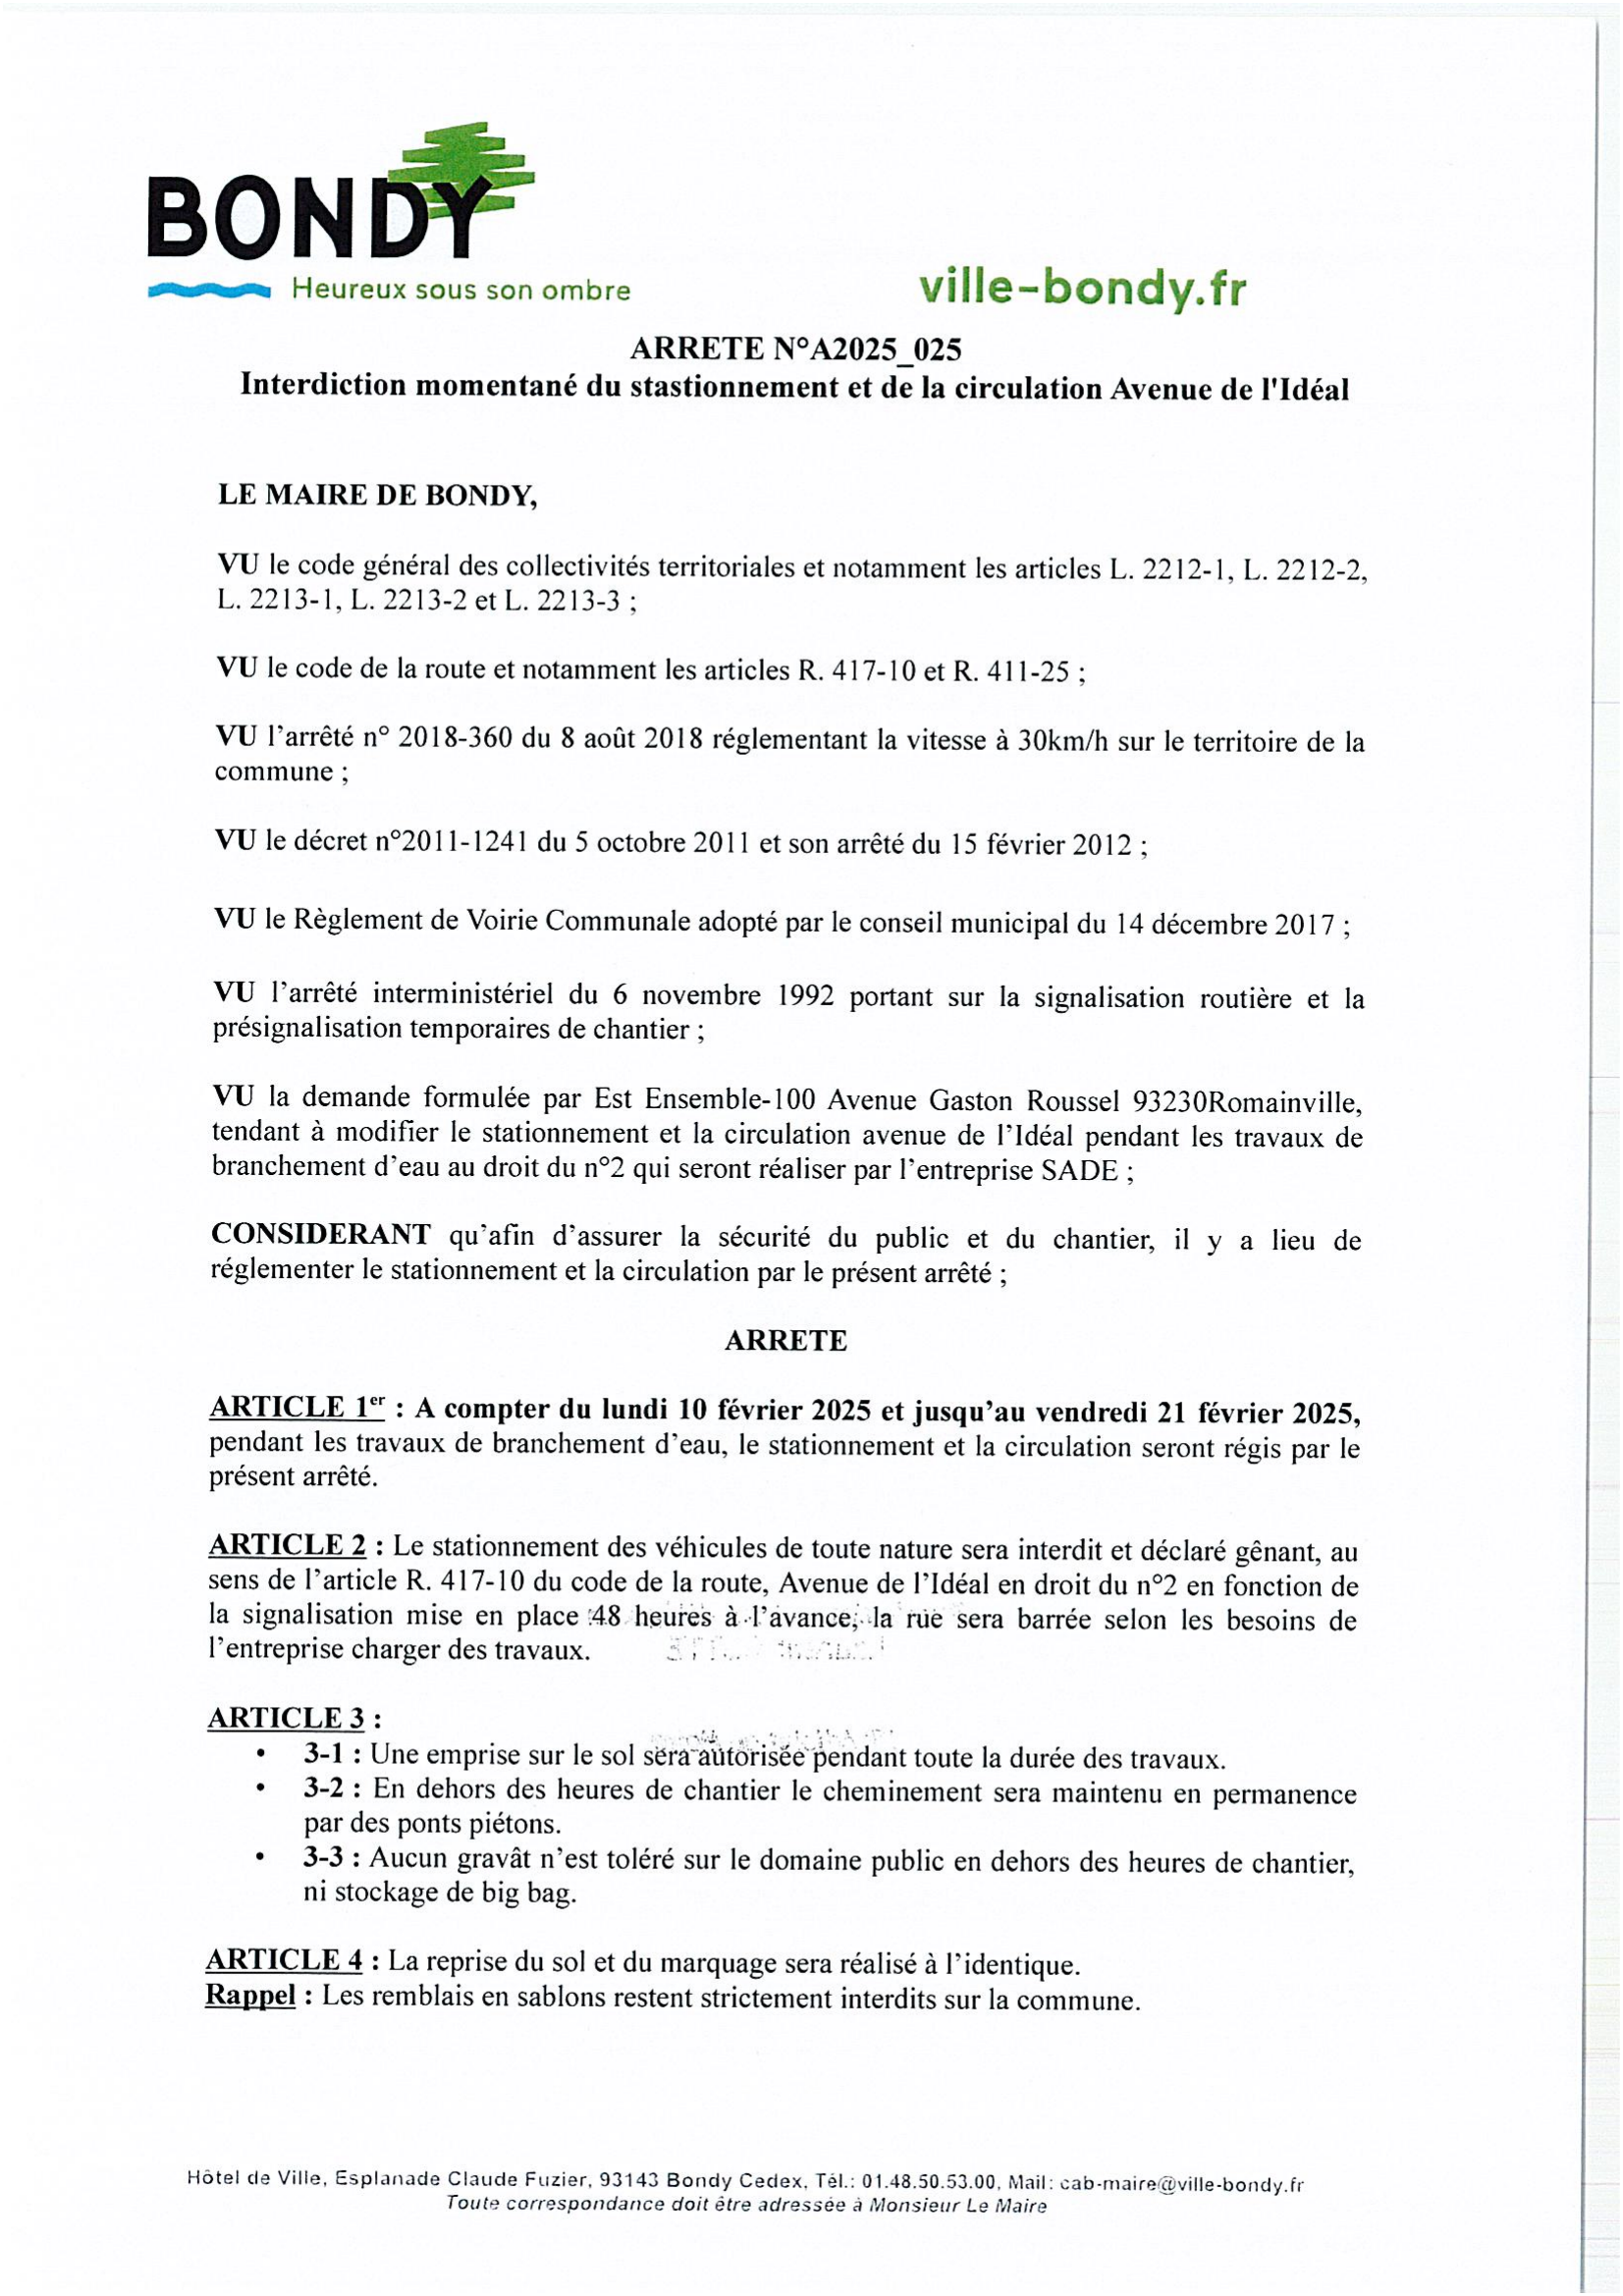 BONDY
Heureux sous son ombre
ville-bondy.fr
ARRETE N°A2025_025
Interdiction momentané du stastionnement et de la circulation Avenue de l'Idéal
LE MAIRE DE BONDY,
VU le code général des collectivités territoriales et notamment les articles L. 2212-1, L. 2212-2,
L. 2213-1, L. 2213-2 et L. 2213-3 ;
VU le code de la route et notamment les articles R. 417-10 et R. 411-25 ;
VU l’arrêté n° 2018-360 du 8 août 2018 réglementant la vitesse à 30km/h sur le territoire de la
commune ;
VU le décret n°2011-1241 du 5 octobre 2011 et son arrêté du 15 février 2012 ;
VU le Règlement de Voirie Communale adopté par le conseil municipal du 14 décembre 2017 ;
VU l’arrêté interministériel du 6 novembre 1992 portant sur la signalisation routière et la
présignalisation temporaires de chantier ;
VU la demande formulée par Est Ensemble-100 Avenue Gaston Roussel 93230Romainville,
tendant à modifier le stationnement et la circulation avenue de l’Idéal pendant les travaux de
branchement d’eau au droit du n°2 qui seront réaliser par l’entreprise SADE ;
CONSIDERANT qu’afin d’assurer la sécurité du public et du chantier, il y a lieu de
réglementer le stationnement et la circulation par le présent arrêté ;
ARRETE
ARTICLE 1er : A compter du lundi 10 février 2025 et jusqu’au vendredi 21 février 2025,
pendant les travaux de branchement d’eau, le stationnement et la circulation seront régis par le
présent arrêté.
ARTICLE 2 : Le stationnement des véhicules de toute nature sera interdit et déclaré gênant, au
sens de l’article R. 417-10 du code de la route, Avenue de l’Idéal en droit du n°2 en fonction de
la signalisation mise en place 48 heures à l’avance, la rue sera barrée selon les besoins de
l’entreprise charger des travaux.
ARTICLE 3 :
• 3-1 : Une emprise sur le sol sera autorisée pendant toute la durée des travaux.
• 3-2 : En dehors des heures de chantier le cheminement sera maintenu en permanence
par des ponts piétons.
• 3-3 : Aucun gravât n’est toléré sur le domaine public en dehors des heures de chantier,
ni stockage de big bag.
ARTICLE 4 : La reprise du sol et du marquage sera réalisé à l’identique.
Rappel : Les remblais en sablons restent strictement interdits sur la commune.
Hôtel de Ville, Esplanade Claude Fuzier, 93143 Bondy Cedex, Tél.: 01.48.50.53.00, Mail: cab-maire@ville-bondy.fr
Toute correspondance doit être adressée à Monsieur Le Maire